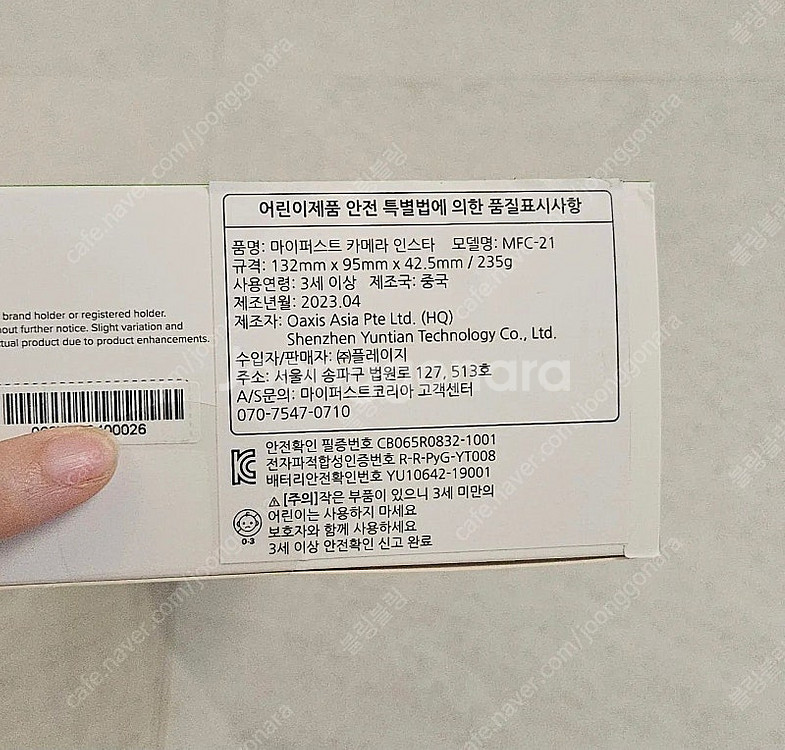 어린이제품 안전 특별법에 의한 품질표시사항
품명: 마이퍼스트 카메라 인스타 모델명: MFC-21
규격: 132mm x 95mm x 42.5mm / 235g
사용연령: 3세 이상 제조국: 중국
제조년월: 2023.04
제조자: Oaxis Asia Pte Ltd. (HQ)
Shenzhen Yuntian Technology Co., Ltd.
수입자/판매자: ㈜플레이지
주소: 서울시 송파구 법원로 127, 513호
A/S문의: 마이퍼스트코리아 고객센터
070-7547-0710
안전확인 필증번호 CB065R0832-1001
전자파적합성인증번호 R-R-PyG-YT008
배터리안전확인번호 YU10642-19001
⚠ [주의]작은 부품이 있으니 3세 미만의
어린이는 사용하지 마세요
보호자와 함께 사용하세요
3세 이상 안전확인 신고 완료
0-3
brand holder or registered holder.
out further notice. Slight variation and
tual product due to product enhancements.
00026
joonggonara
cafe.naver.com/joonggonara
블링블링